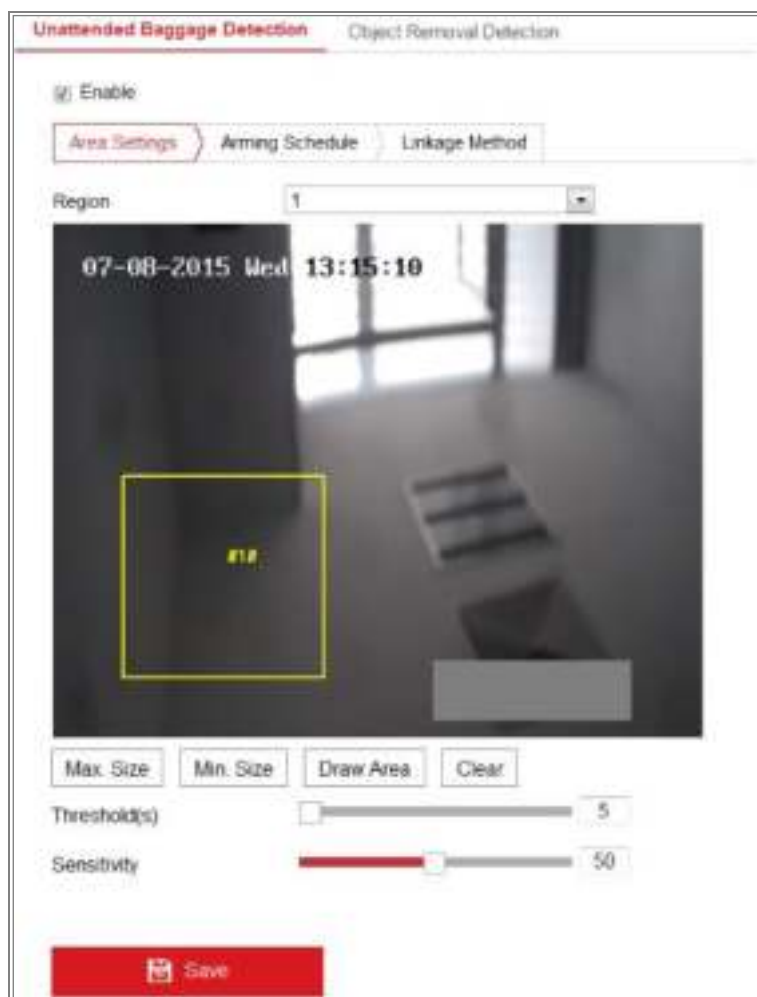 Unattended Baggage Detection Object Removal Detection
Enable
Area Settings Arming Schedule Linkage Method
Region 1
07-08-2015 Wed 13:15:10
#1#
Max. Size Min. Size Draw Area Clear
Threshold(s) 5
Sensitivity 50
Save